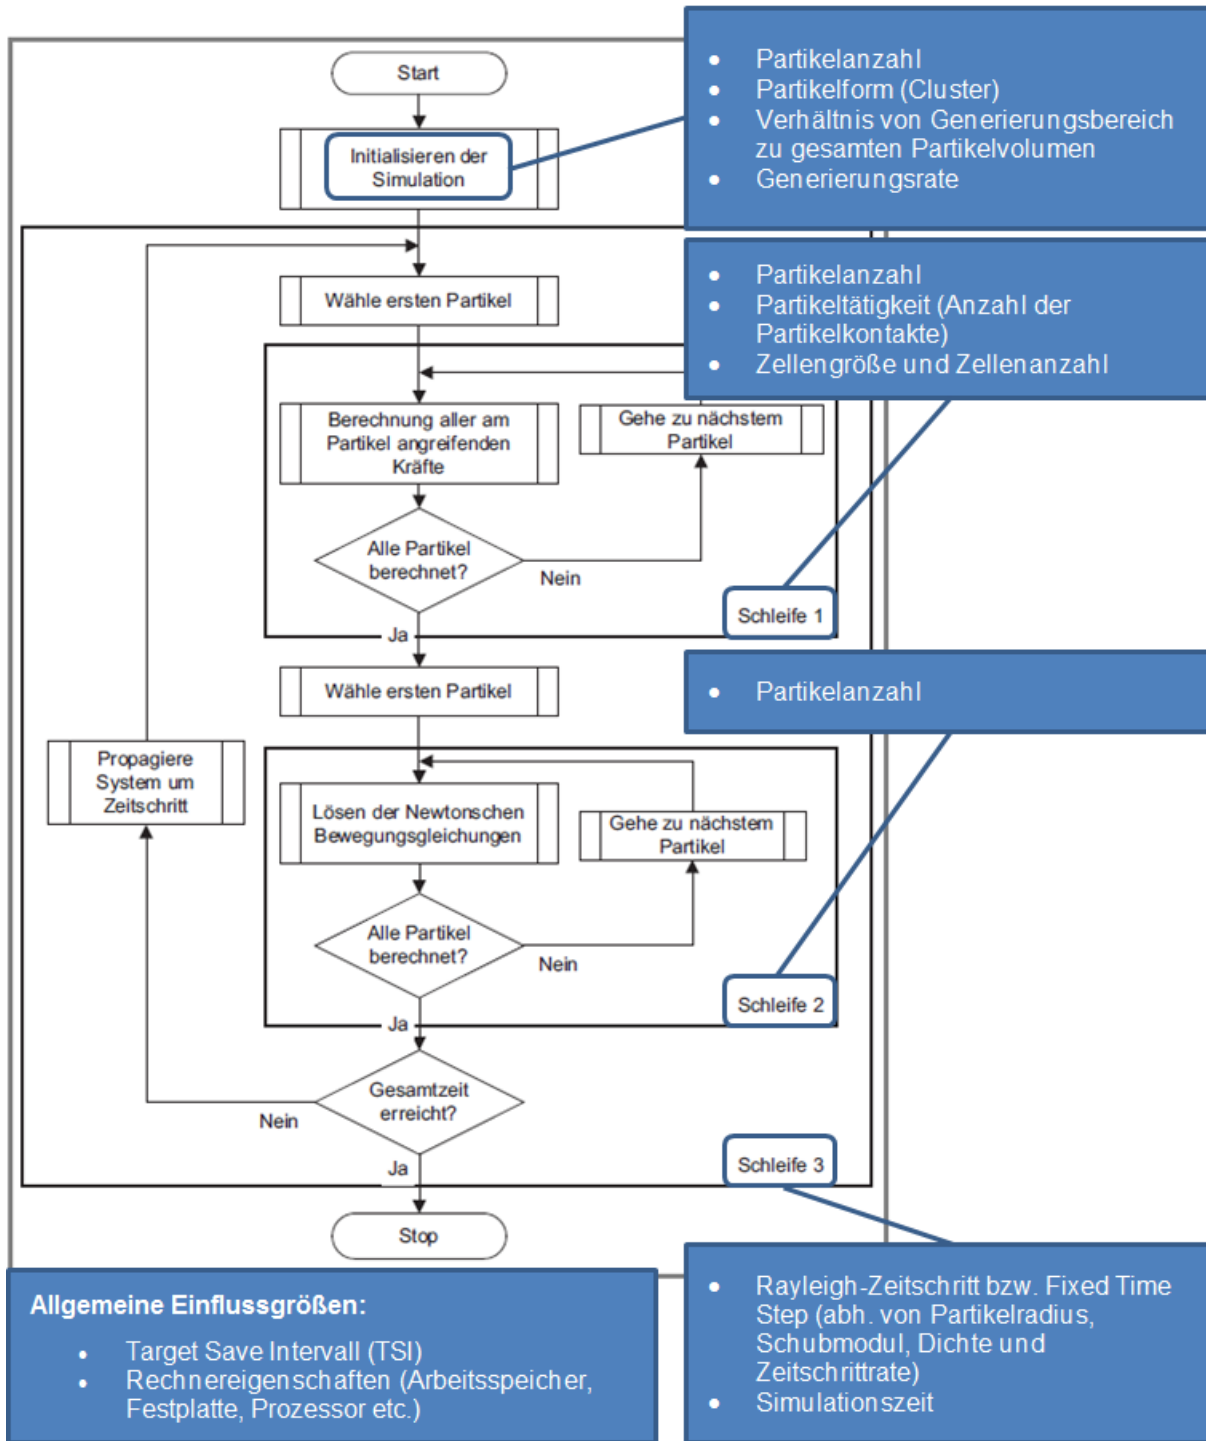 Start
Initialisieren der
Simulation
• Partikelanzahl
• Partikelform (Cluster)
• Verhältnis von Generierungsbereich
zu gesamten Partikelvolumen
• Generierungsrate
Wähle ersten Partikel
• Partikelanzahl
• Partikeltätigkeit (Anzahl der
Partikelkontakte)
• Zellengröße und Zellenanzahl
Berechnung aller am
Partikel angreifenden
Kräfte
Gehe zu nächstem
Partikel
Alle Partikel
berechnet?
Nein
Ja
Schleife 1
Wähle ersten Partikel
• Partikelanzahl
Propagiere
System um
Zeitschritt
Lösen der Newtonschen
Bewegungsgleichungen
Gehe zu nächstem
Partikel
Alle Partikel
berechnet?
Nein
Ja
Schleife 2
Gesamtzeit
erreicht?
Nein
Ja
Schleife 3
Stop
Allgemeine Einflussgrößen:
• Target Save Intervall (TSI)
• Rechnereigenschaften (Arbeitsspeicher,
Festplatte, Prozessor etc.)
• Rayleigh-Zeitschritt bzw. Fixed Time
Step (abh. von Partikelradius,
Schubmodul, Dichte und
Zeitschrittrate)
• Simulationszeit